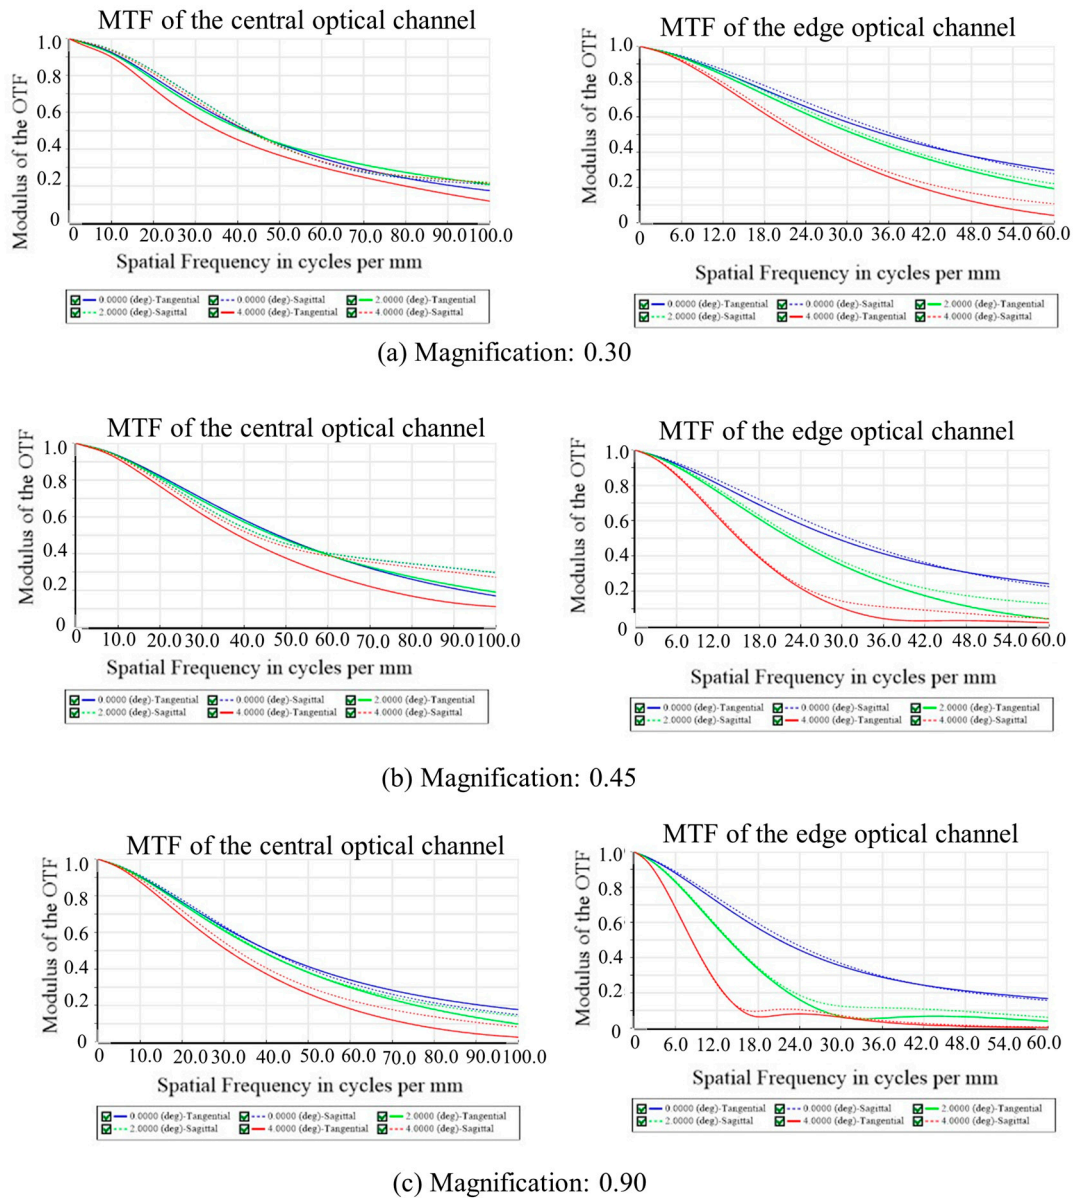 MTF of the central optical channel
Modulus of the OTF
1.0
0.8
0.6
0.4
0.2
0
0 10.0 20.0 30.0 40.0 50.0 60.0 70.0 80.0 90.0 100.0
Spatial Frequency in cycles per mm
0.0000 (deg)-Tangential 0.0000 (deg)-Sagittal 2.0000 (deg)-Tangential
2.0000 (deg)-Sagittal 4.0000 (deg)-Tangential 4.0000 (deg)-Sagittal
MTF of the edge optical channel
Modulus of the OTF
1.0
0.8
0.6
0.4
0.2
0
0 6.0 12.0 18.0 24.0 30.0 36.0 42.0 48.0 54.0 60.0
Spatial Frequency in cycles per mm
0.0000 (deg)-Tangential 0.0000 (deg)-Sagittal 2.0000 (deg)-Tangential
2.0000 (deg)-Sagittal 4.0000 (deg)-Tangential 4.0000 (deg)-Sagittal
(a) Magnification: 0.30
MTF of the central optical channel
Modulus of the OTF
1.0
0.8
0.6
0.4
0.2
0
0 10.0 20.0 30.0 40.0 50.0 60.0 70.0 80.0 90.0 100.0
Spatial Frequency in cycles per mm
0.0000 (deg)-Tangential 0.0000 (deg)-Sagittal 2.0000 (deg)-Tangential
2.0000 (deg)-Sagittal 4.0000 (deg)-Tangential 4.0000 (deg)-Sagittal
MTF of the edge optical channel
Modulus of the OTF
1.0
0.8
0.6
0.4
0.2
0
0 6.0 12.0 18.0 24.0 30.0 36.0 42.0 48.0 54.0 60.0
Spatial Frequency in cycles per mm
0.0000 (deg)-Tangential 0.0000 (deg)-Sagittal 2.0000 (deg)-Tangential
2.0000 (deg)-Sagittal 4.0000 (deg)-Tangential 4.0000 (deg)-Sagittal
(b) Magnification: 0.45
MTF of the central optical channel
Modulus of the OTF
1.0
0.8
0.6
0.4
0.2
0
0 10.0 20.0 30.0 40.0 50.0 60.0 70.0 80.0 90.0 100.0
Spatial Frequency in cycles per mm
0.0000 (deg)-Tangential 0.0000 (deg)-Sagittal 2.0000 (deg)-Tangential
2.0000 (deg)-Sagittal 4.0000 (deg)-Tangential 4.0000 (deg)-Sagittal
MTF of the edge optical channel
Modulus of the OTF
1.0
0.8
0.6
0.4
0.2
0
0 6.0 12.0 18.0 24.0 30.0 36.0 42.0 48.0 54.0 60.0
Spatial Frequency in cycles per mm
0.0000 (deg)-Tangential 0.0000 (deg)-Sagittal 2.0000 (deg)-Tangential
2.0000 (deg)-Sagittal 4.0000 (deg)-Tangential 4.0000 (deg)-Sagittal
(c) Magnification: 0.90